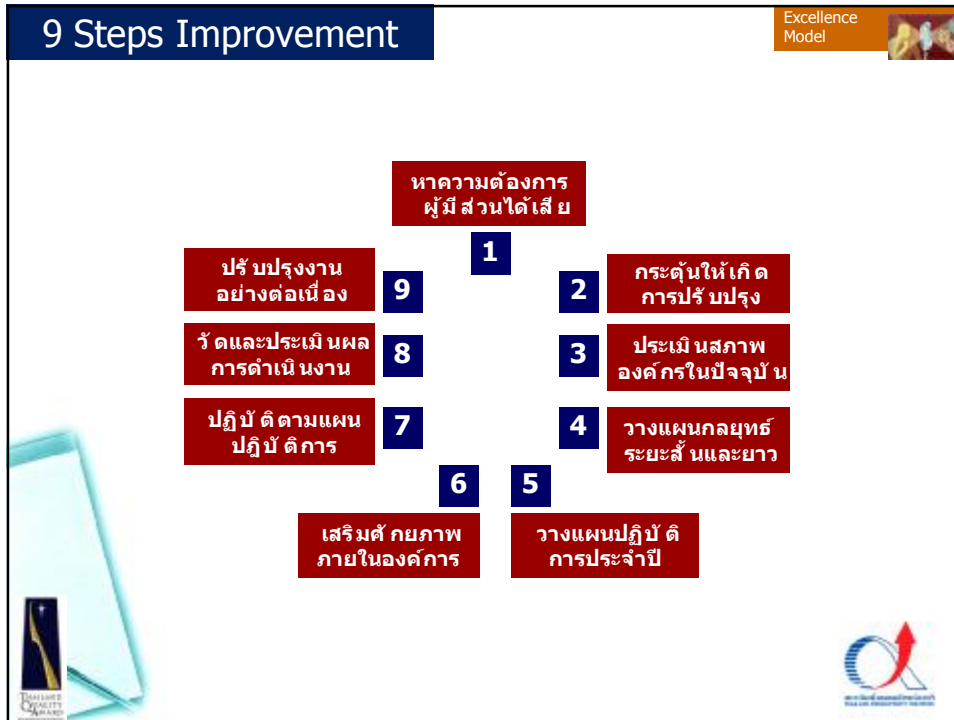 9 Steps Improvement
Excellence
Model
หาความต้องการ
ผู้มีส่วนได้เสีย
1
ปรับปรุงงาน
อย่างต่อเนื่อง
9
2
กระตุ้นให้เกิด
การปรับปรุง
วัดและประเมินผล
การดำเนินงาน
8
3
ประเมินสภาพ
องค์กรในปัจจุบัน
ปฏิบัติตามแผน
ปฏิบัติการ
7
4
วางแผนกลยุทธ์
ระยะสั้นและยาว
6
5
เสริมศักยภาพ
ภายในองค์การ
วางแผนปฏิบัติ
การประจำปี
THAILAND
QUALITY
AWARD